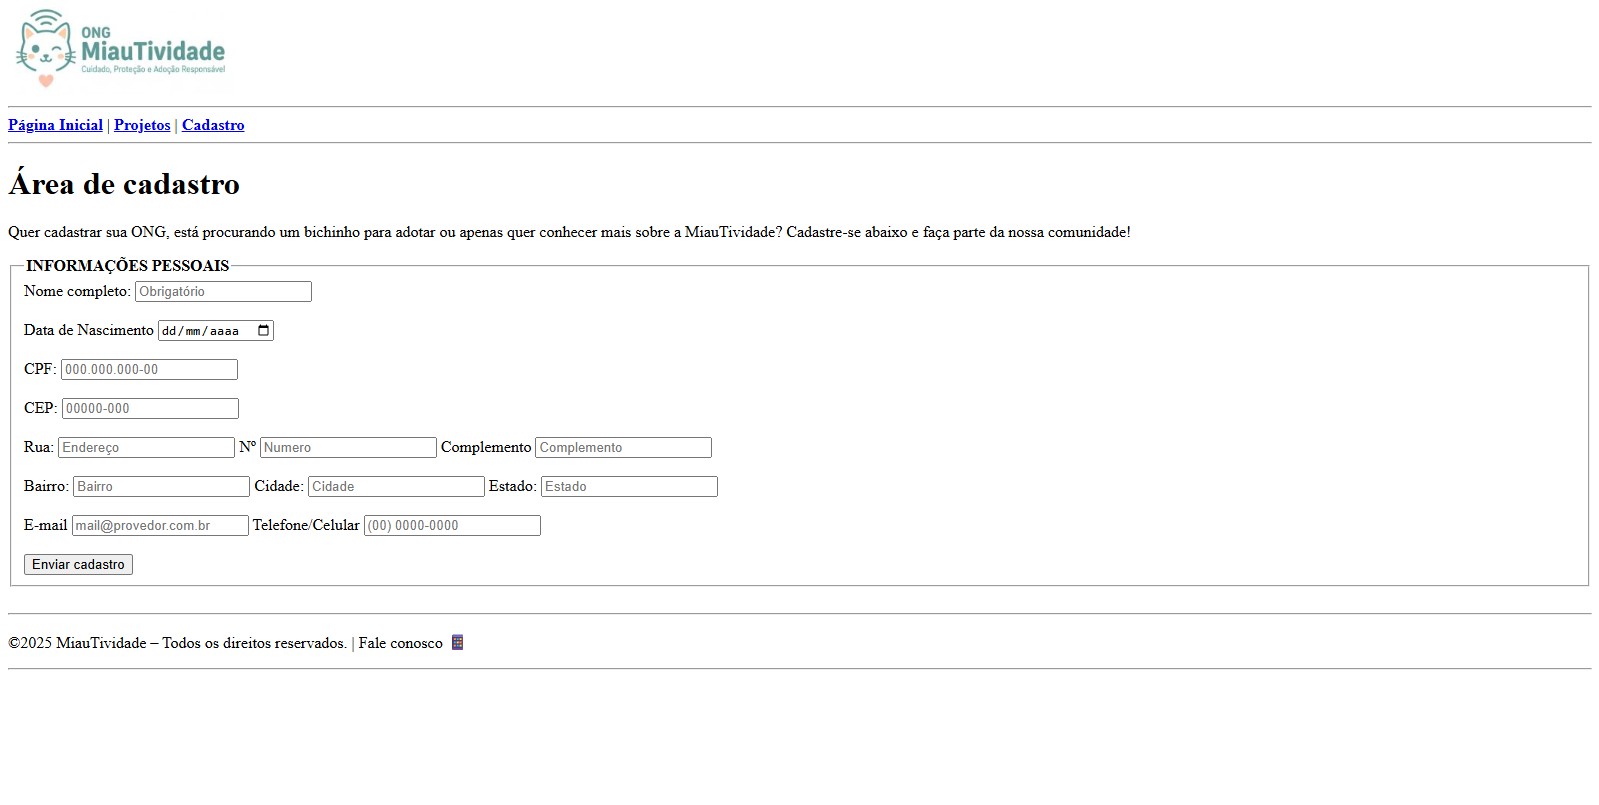 ONG
MiauTividade
Cuidado, Proteção e Adoção Responsável
Página Inicial | Projetos | Cadastro
Área de cadastro
Quer cadastrar sua ONG, está procurando um bichinho para adotar ou apenas quer conhecer mais sobre a MiauTividade? Cadastre-se abaixo e faça parte da nossa comunidade!
INFORMAÇÕES PESSOAIS
Nome completo: Obrigatório
Data de Nascimento dd/mm/aaaa
CPF: 000.000.000-00
CEP: 00000-000
Rua: Endereço Nº Numero Complemento Complemento
Bairro: Bairro Cidade: Cidade Estado: Estado
E-mail mail@provedor.com.br Telefone/Celular (00) 0000-0000
Enviar cadastro
©2025 MiauTividade – Todos os direitos reservados. | Fale conosco